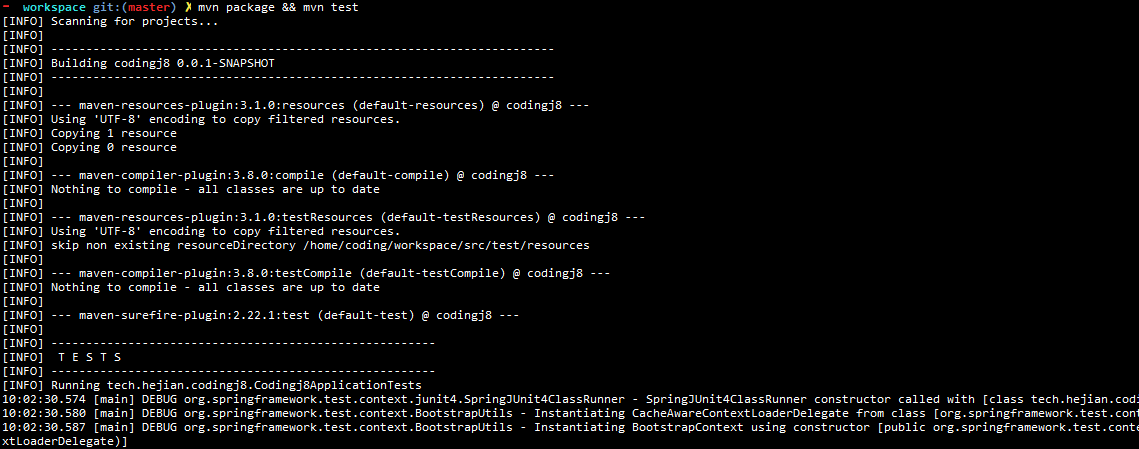 workspace git:(master) ✗ mvn package && mvn test
[INFO] Scanning for projects...
[INFO]
[INFO] ------------------------------------------------------------------------
[INFO] Building codingj8 0.0.1-SNAPSHOT
[INFO] ------------------------------------------------------------------------
[INFO]
[INFO] --- maven-resources-plugin:3.1.0:resources (default-resources) @ codingj8 ---
[INFO] Using 'UTF-8' encoding to copy filtered resources.
[INFO] Copying 1 resource
[INFO] Copying 0 resource
[INFO]
[INFO] --- maven-compiler-plugin:3.8.0:compile (default-compile) @ codingj8 ---
[INFO] Nothing to compile - all classes are up to date
[INFO]
[INFO] --- maven-resources-plugin:3.1.0:testResources (default-testResources) @ codingj8 ---
[INFO] Using 'UTF-8' encoding to copy filtered resources.
[INFO] skip non existing resourceDirectory /home/coding/workspace/src/test/resources
[INFO]
[INFO] --- maven-compiler-plugin:3.8.0:testCompile (default-testCompile) @ codingj8 ---
[INFO] Nothing to compile - all classes are up to date
[INFO]
[INFO] --- maven-surefire-plugin:2.22.1:test (default-test) @ codingj8 ---
[INFO]
[INFO] -------------------------------------------------------
[INFO]  T E S T S
[INFO] -------------------------------------------------------
[INFO] Running tech.hejian.codingj8.Codingj8ApplicationTests
10:02:30.574 [main] DEBUG org.springframework.test.context.junit4.SpringJUnit4ClassRunner - SpringJUnit4ClassRunner constructor called with [class tech.hejian.codi
10:02:30.580 [main] DEBUG org.springframework.test.context.BootstrapUtils - Instantiating CacheAwareContextLoaderDelegate from class [org.springframework.test.
10:02:30.587 [main] DEBUG org.springframework.test.context.BootstrapUtils - Instantiating BootstrapContext using constructor [public org.springframework.test.conte
xtLoaderDelegate)]